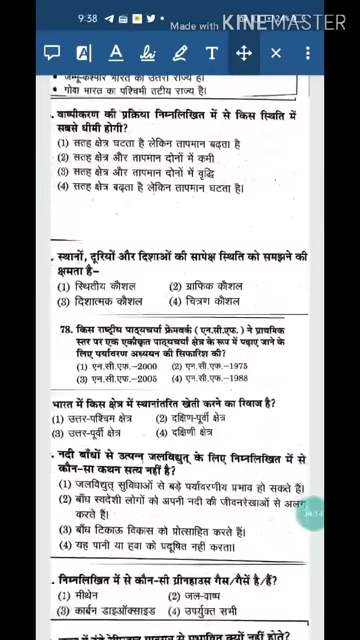 9:38
Made with KINEMASTER
T
जम्मू-कश्मीर भारत का उत्तरी राज्य है।
• गोवा भारत का पश्चिमी तटीय राज्य है।
. वाष्पीकरण की प्रक्रिया निम्नलिखित में से किस स्थिति में
सबसे धीमी होगी?
(1) सतह क्षेत्र घटता है लेकिन तापमान बढ़ता है
(2) सतह क्षेत्र और तापमान दोनों में कमी
(3) सतह क्षेत्र और तापमान दोनों में वृद्धि
(4) सतह क्षेत्र बढ़ता है लेकिन तापमान घटता है।
. स्थानों, दूरियों और दिशाओं की सापेक्ष स्थिति को समझने की
क्षमता है–
(1) स्थितीय कौशल (2) ग्राफिक कौशल
(3) दिशात्मक कौशल (4) चित्रण कौशल
78. किस राष्ट्रीय पाठ्यचर्या फ्रेमवर्क (एन.सी.एफ.) ने प्राथमिक
स्तर पर एक एकीकृत पाठ्यचर्या क्षेत्र के रूप में पढ़ाए जाने के
लिए पर्यावरण अध्ययन की सिफारिश की?
(1) एन.सी.एफ.–2000 (2) एन.सी.एफ.–1975
(3) एन.सी.एफ.–2005 (4) एन.सी.एफ.–1988
भारत में किस क्षेत्र में स्थानांतरित खेती करने का रिवाज है?
(1) उत्तर-पश्चिम क्षेत्र (2) दक्षिण-पूर्वी क्षेत्र
(3) उत्तर-पूर्वी क्षेत्र (4) दक्षिणी क्षेत्र
. नदी बाँधों से उत्पन्न जलविद्युत् के लिए निम्नलिखित में से
कौन-सा कथन सत्य नहीं है?
(1) जलविद्युत् सुविधाओं से बड़े पर्यावरणीय प्रभाव हो सकते हैं।
(2) बाँध स्वदेशी लोगों को अपनी नदी की जीवनरेखाओं से अलग
करते हैं।
34:14
(3) बाँध टिकाऊ विकास को प्रोत्साहित करते हैं।
(4) यह पानी या हवा को प्रदूषित नहीं करता।
. निम्नलिखित में से कौन-सी ग्रीनहाउस गैस/गैसें है/हैं?
(1) मीथेन (2) जल-वाष्प
(3) कार्बन डाइऑक्साइड (4) उपर्युक्त सभी